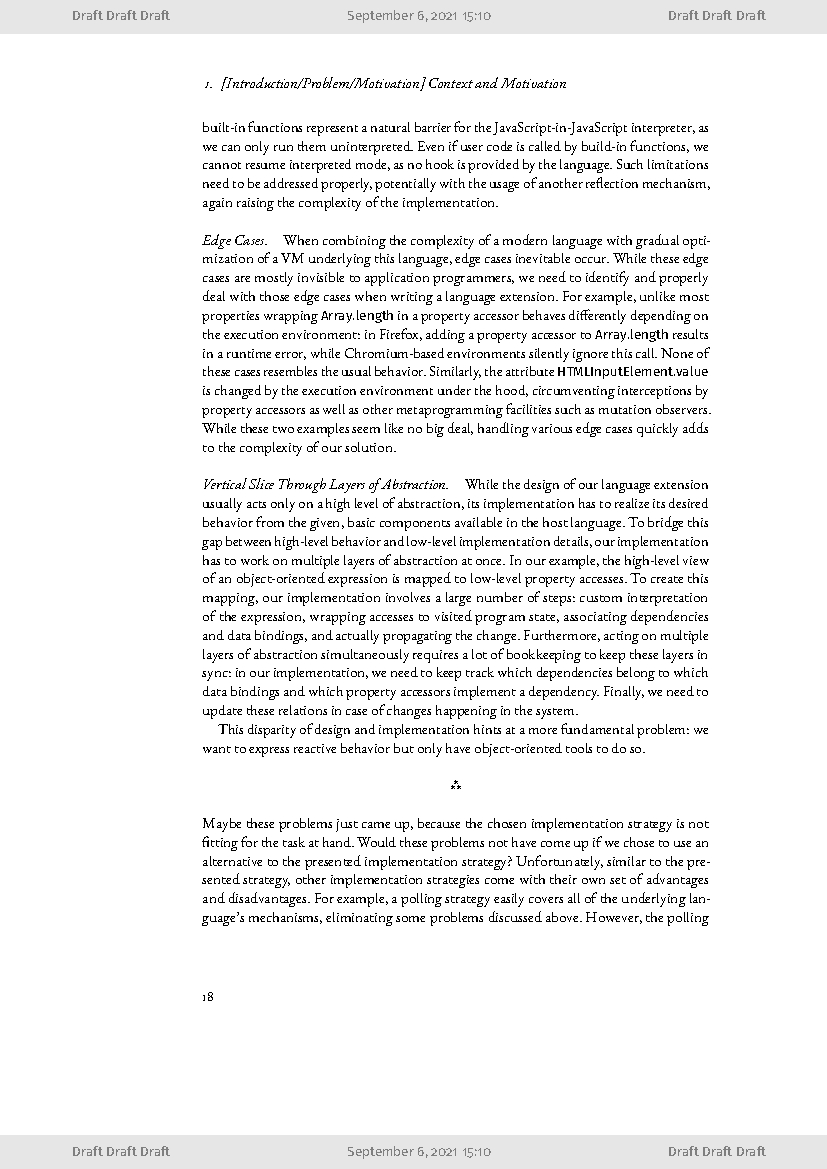 Draft Draft Draft September 6, 2021 15:10 Draft Draft Draft
1. [Introduction/Problem/Motivation] Context and Motivation
built-in functions represent a natural barrier for the JavaScript-in-JavaScript interpreter, as
we can only run them uninterpreted. Even if user code is called by build-in functions, we
cannot resume interpreted mode, as no hook is provided by the language. Such limitations
need to be addressed properly, potentially with the usage of another reflection mechanism,
again raising the complexity of the implementation.
Edge Cases. When combining the complexity of a modern language with gradual opti-
mization of a VM underlying this language, edge cases inevitable occur. While these edge
cases are mostly invisible to application programmers, we need to identify and properly
deal with those edge cases when writing a language extension. For example, unlike most
properties wrapping Array.length in a property accessor behaves differently depending on
the execution environment: in Firefox, adding a property accessor to Array.length results
in a runtime error, while Chromium-based environments silently ignore this call. None of
these cases resembles the usual behavior. Similarly, the attribute HTMLInputElement.value
is changed by the execution environment under the hood, circumventing interceptions by
property accessors as well as other metaprogramming facilities such as mutation observers.
While these two examples seem like no big deal, handling various edge cases quickly adds
to the complexity of our solution.
Vertical Slice Through Layers of Abstraction. While the design of our language extension
usually acts only on a high level of abstraction, its implementation has to realize its desired
behavior from the given, basic components available in the host language. To bridge this
gap between high-level behavior and low-level implementation details, our implementation
has to work on multiple layers of abstraction at once. In our example, the high-level view
of an object-oriented expression is mapped to low-level property accesses. To create this
mapping, our implementation involves a large number of steps: custom interpretation
of the expression, wrapping accesses to visited program state, associating dependencies
and data bindings, and actually propagating the change. Furthermore, acting on multiple
layers of abstraction simultaneously requires a lot of bookkeeping to keep these layers in
sync: in our implementation, we need to keep track which dependencies belong to which
data bindings and which property accessors implement a dependency. Finally, we need to
update these relations in case of changes happening in the system.
This disparity of design and implementation hints at a more fundamental problem: we
want to express reactive behavior but only have object-oriented tools to do so.
⁂
Maybe these problems just came up, because the chosen implementation strategy is not
fitting for the task at hand. Would these problems not have come up if we chose to use an
alternative to the presented implementation strategy? Unfortunately, similar to the pre-
sented strategy, other implementation strategies come with their own set of advantages
and disadvantages. For example, a polling strategy easily covers all of the underlying lan-
guage's mechanisms, eliminating some problems discussed above. However, the polling
18
Draft Draft Draft September 6, 2021 15:10 Draft Draft Draft